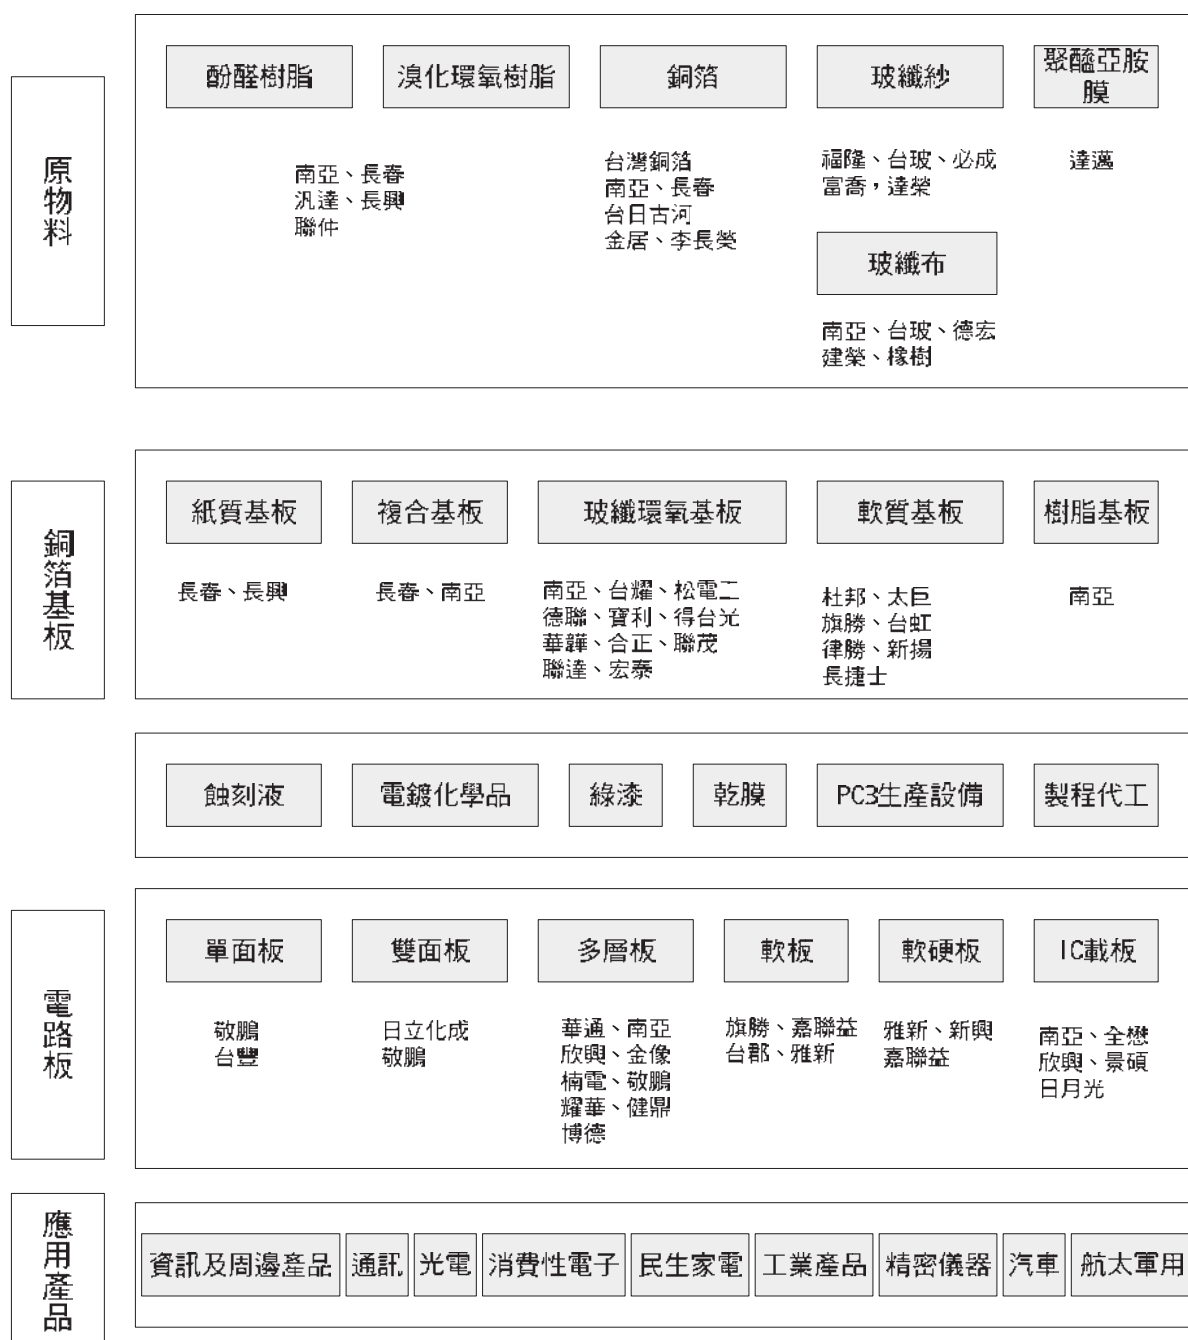 原物料
酚醛樹脂
溴化環氧樹脂
銅箔
玻纖紗
聚醯亞胺
膜
南亞、長春
汎達、長興
聯仲
台灣銅箔
南亞、長春
台日古河
金居、李長榮
福隆、台玻、必成
富喬，達榮
達邁
玻纖布
南亞、台玻、德宏
建榮、橡樹
銅箔基板
紙質基板
複合基板
玻纖環氧基板
軟質基板
樹脂基板
長春、長興
長春、南亞
南亞、台耀、松電工
德聯、寶利、得台光
華韡、合正、聯茂
聯達、宏泰
杜邦、太巨
旗勝、台虹
律勝、新揚
長捷士
南亞
蝕刻液
電鍍化學品
綠漆
乾膜
PC3生產設備
製程代工
電路板
單面板
雙面板
多層板
軟板
軟硬板
IC載板
敬鵬
台豐
日立化成
敬鵬
華通、南亞
欣興、金像
楠電、敬鵬
耀華、健鼎
博德
旗勝、嘉聯益
台郡、雅新
雅新、新興
嘉聯益
南亞、全懋
欣興、景碩
日月光
應用產品
資訊及周邊產品
通訊
光電
消費性電子
民生家電
工業產品
精密儀器
汽車
航太軍用